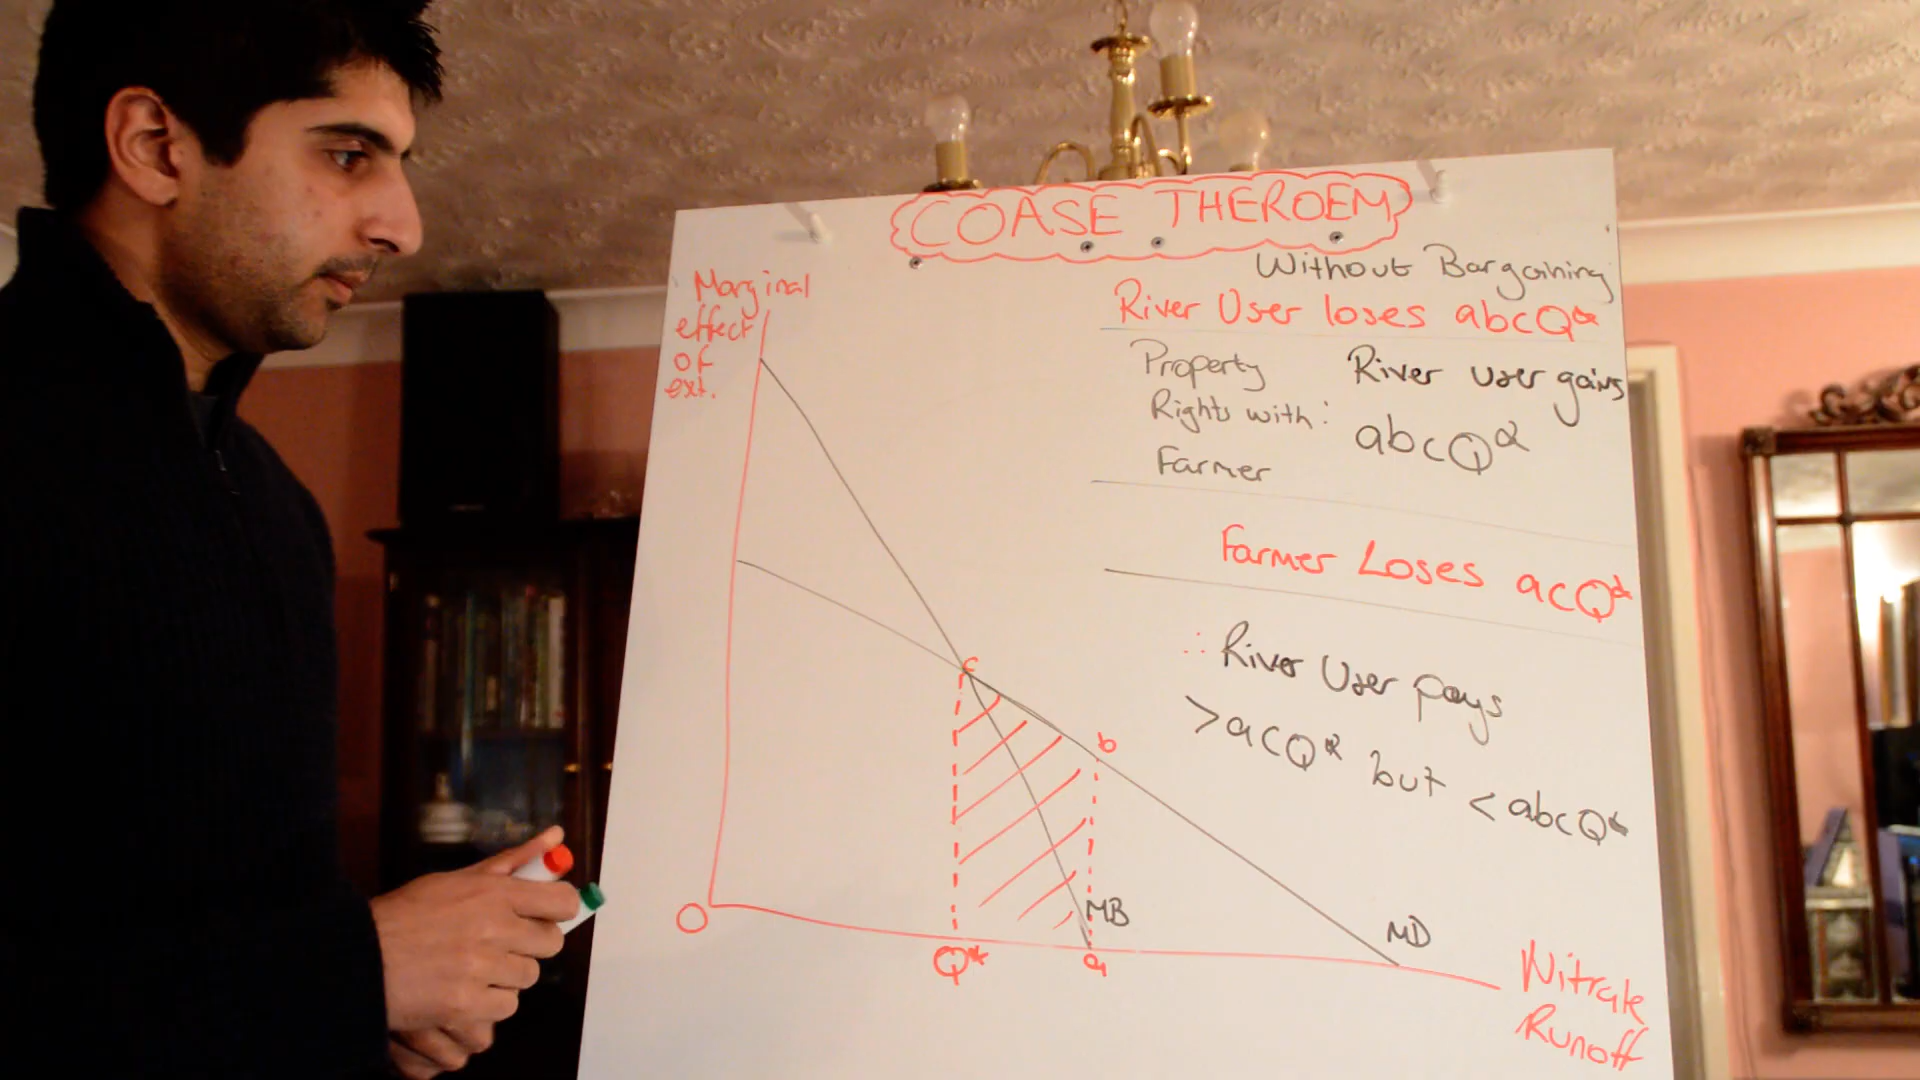 COASE THEROEM
Without Bargaining
River User loses abcQ*
Property
Rights with:
Farmer
River user gains
abcQ*
Farmer Loses acQ*
∴ River User pays
>acQ* but <abcQ*
Marginal
effect
of
ext.
c
b
MB
MD
O
Q*
a
Nitrate
Runoff